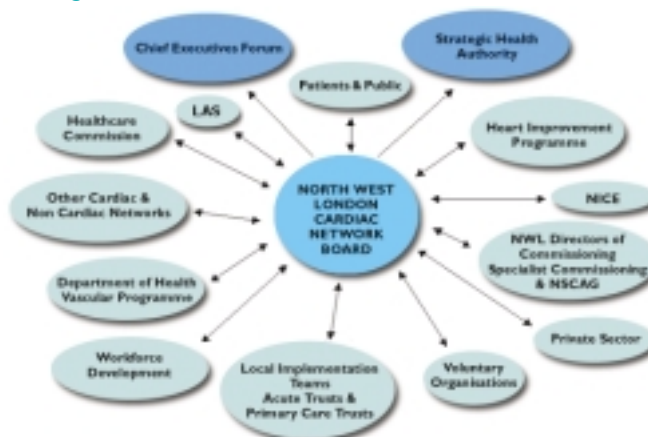 Chief Executives Forum
Strategic Health
Authority
Patients & Public
LAS
Healthcare
Commission
Heart Improvement
Programme
NORTH WEST
LONDON
CARDIAC
NETWORK
BOARD
NICE
Other Cardiac &
Non Cardiac Networks
NWL Directors of
Commissioning
Specialist Commissioning
& NSCAG
Department of Health
Vascular Programme
Private Sector
Workforce
Development
Local Implementation
Teams
Acute Trusts &
Primary Care Trusts
Voluntary
Organisations